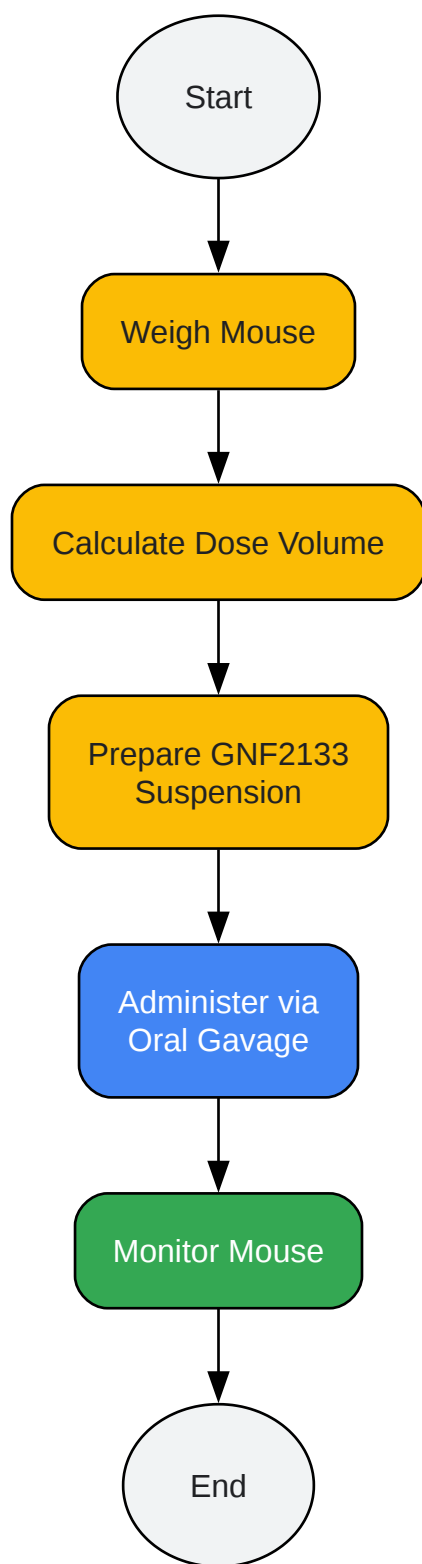 Start
Weigh Mouse
Calculate Dose Volume
Prepare GNF2133
Suspension
Administer via
Oral Gavage
Monitor Mouse
End